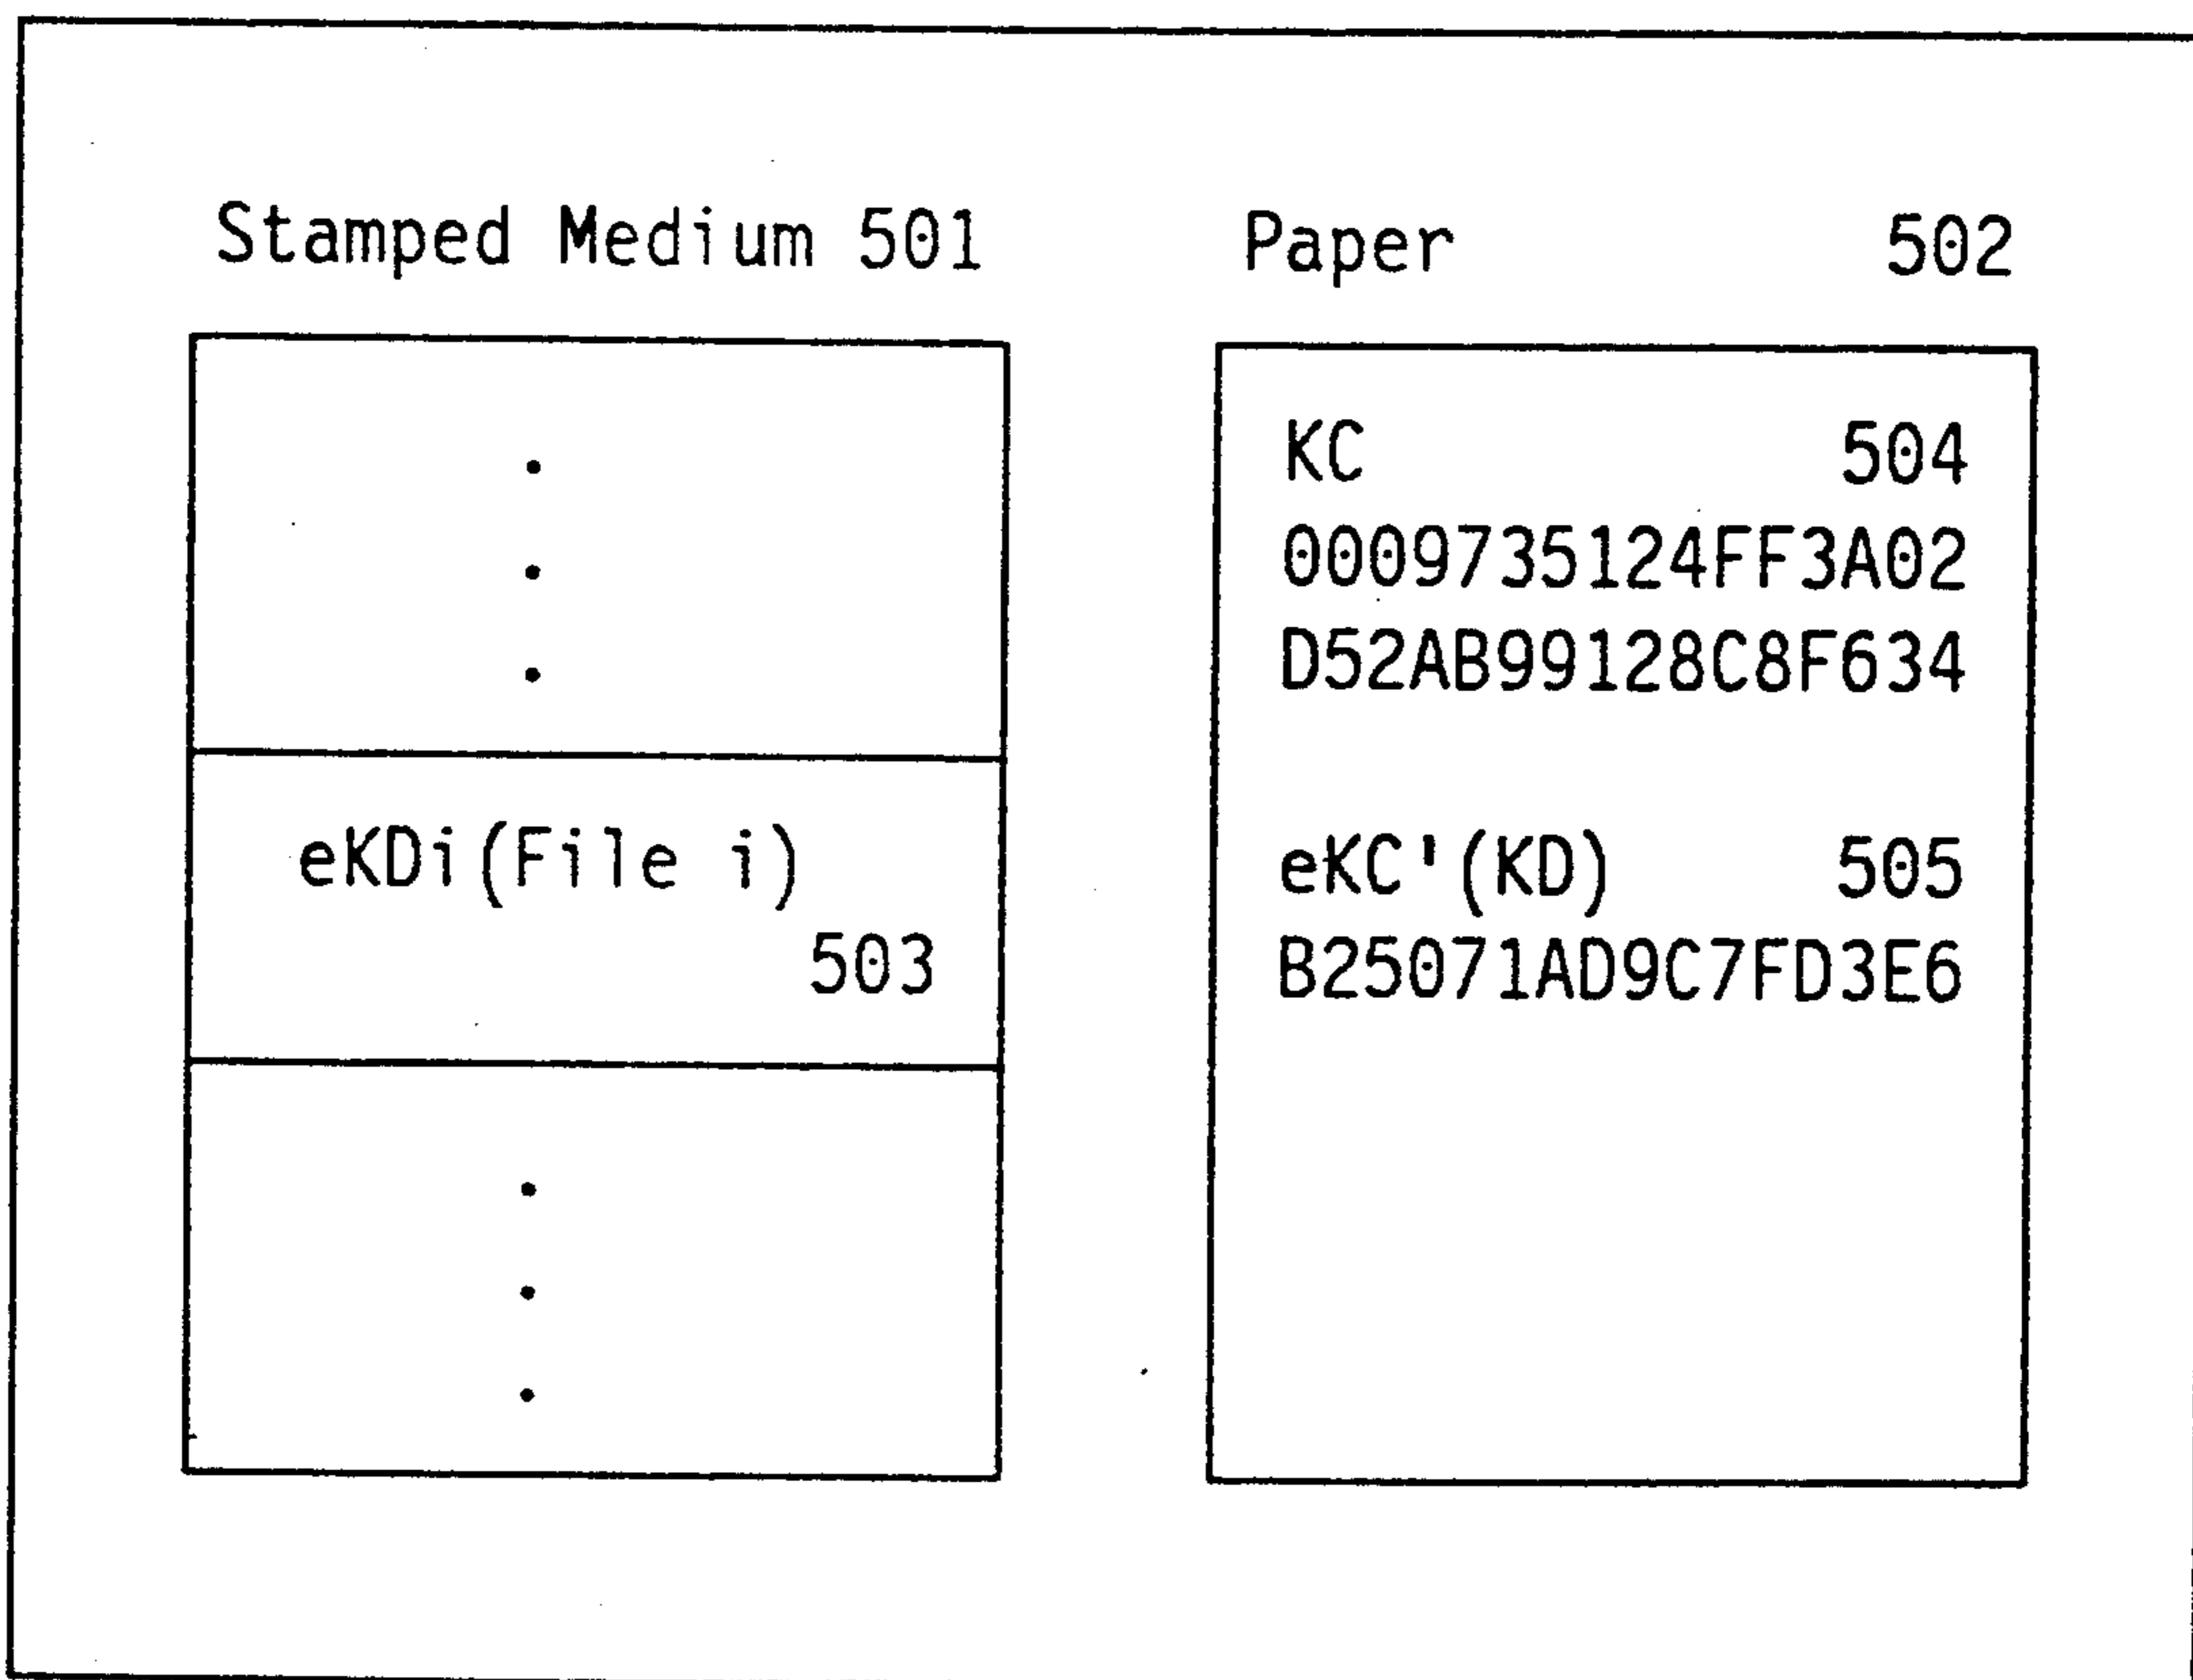 Stamped Medium 501
eKDi(File i)
503
Paper 502
KC 504
0009735124FF3A02
D52AB99128C8F634
eKC'(KD) 505
B25071AD9C7FD3E6